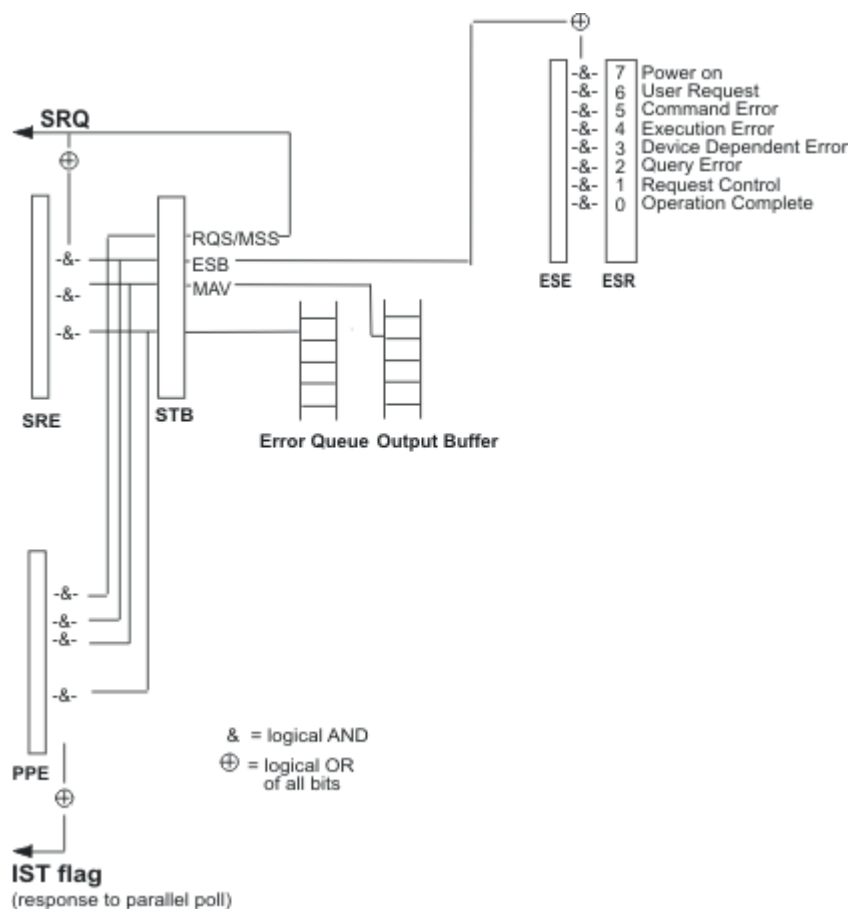 -&- 7 Power on
-&- 6 User Request
-&- 5 Command Error
-&- 4 Execution Error
-&- 3 Device Dependent Error
-&- 2 Query Error
-&- 1 Request Control
-&- 0 Operation Complete
ESE ESR
SRQ
RQS/MSS
-&- ESB
-&- MAV
-&-
SRE STB
Error Queue Output Buffer
-&-
-&-
-&-
-&-
PPE
& = logical AND
⊕ = logical OR
of all bits
IST flag
(response to parallel poll)